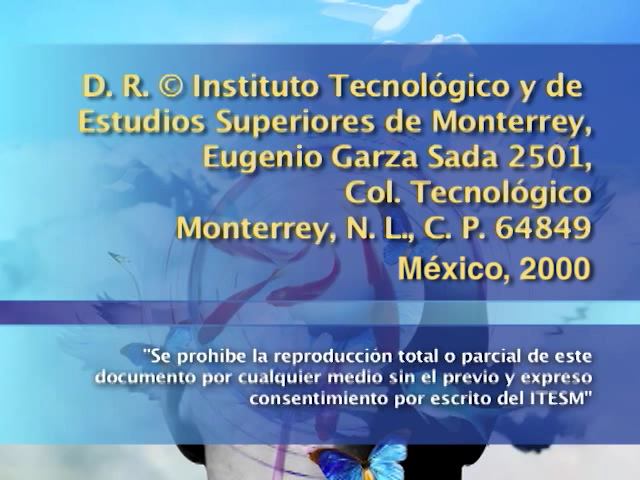 D. R. © Instituto Tecnológico y de
Estudios Superiores de Monterrey,
Eugenio Garza Sada 2501,
Col. Tecnológico
Monterrey, N. L., C. P. 64849
México, 2000
"Se prohibe la reproducción total o parcial de este
documento por cualquier medio sin el previo y expreso
consentimiento por escrito del ITESM"